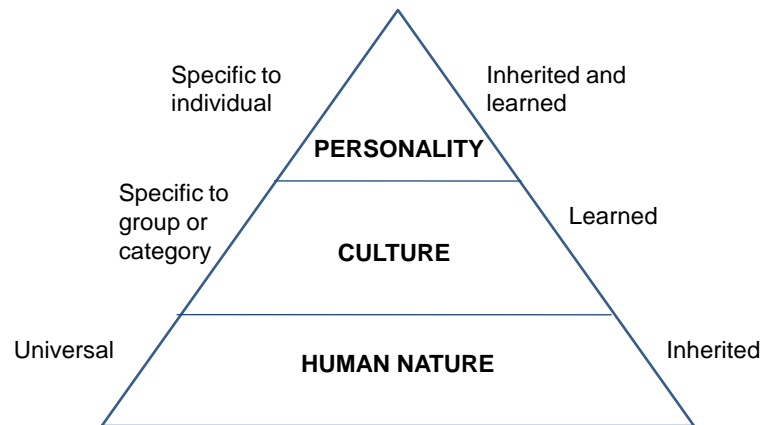 Specific to
individual
Inherited and
learned
PERSONALITY
Specific to
group or
category
Learned
CULTURE
Universal
HUMAN NATURE
Inherited